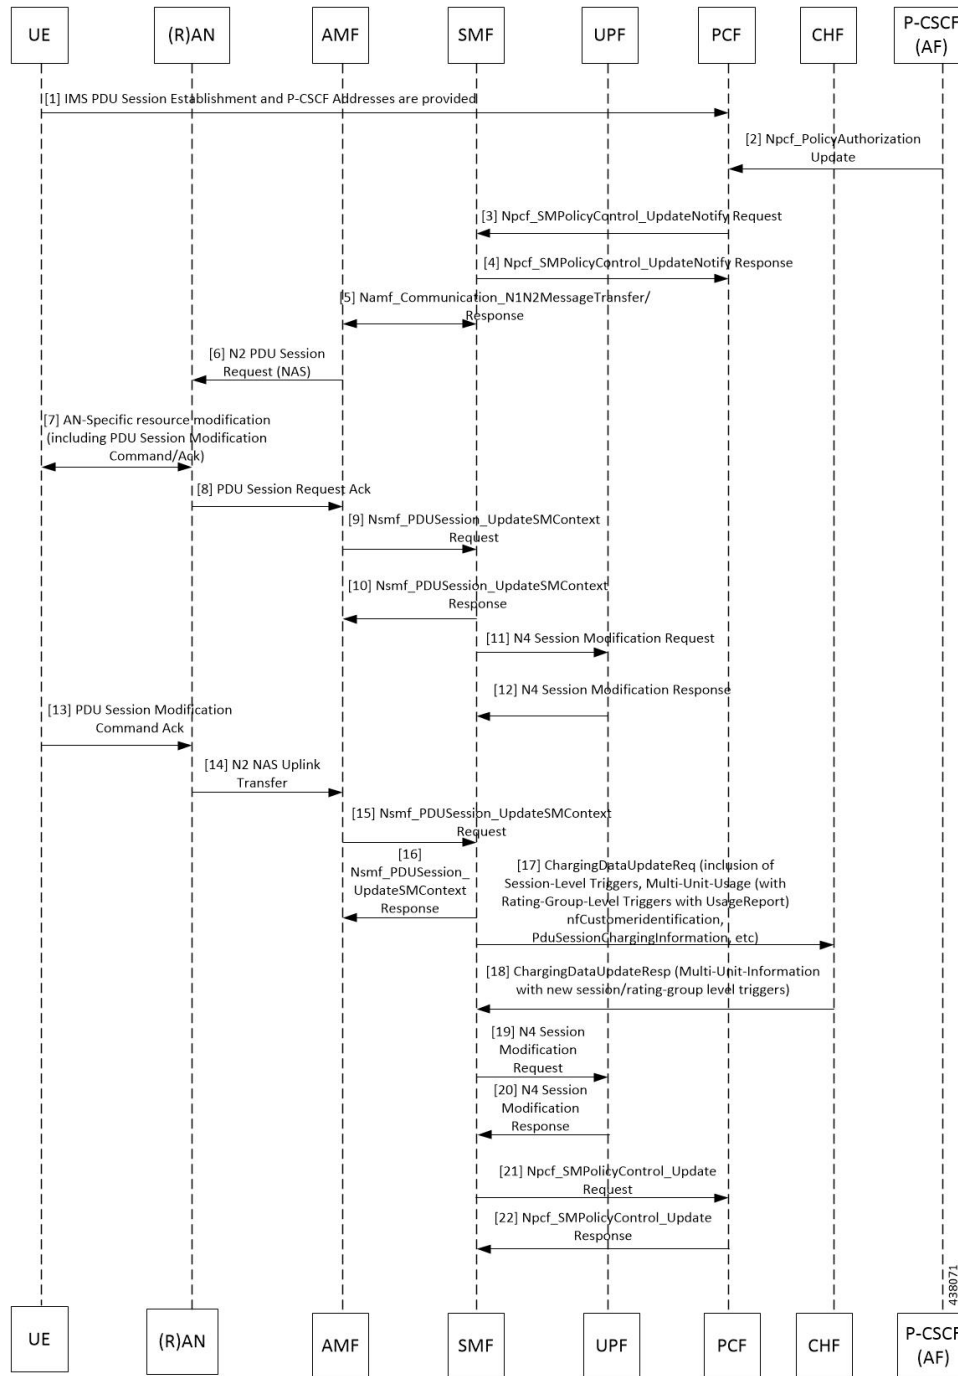 UE
(R)AN
AMF
SMF
UPF
PCF
CHF
P-CSCF
(AF)
[1] IMS PDU Session Establishment and P-CSCF Addresses are provided
[2] Npcf_PolicyAuthorization
Update
[3] Npcf_SMPolicyControl_UpdateNotify Request
[4] Npcf_SMPolicyControl_UpdateNotify Response
[5] Namf_Communication_N1N2MessageTransfer/
Response
[6] N2 PDU Session
Request (NAS)
[7] AN-Specific resource modification
(including PDU Session Modification
Command/Ack)
[8] PDU Session Request Ack
[9] Nsmf_PDUSession_UpdateSMContext
Request
[10] Nsmf_PDUSession_UpdateSMContext
Response
[11] N4 Session Modification Request
[12] N4 Session Modification Response
[13] PDU Session Modification
Command Ack
[14] N2 NAS Uplink
Transfer
[15] Nsmf_PDUSession_UpdateSMContext
Request
[16]
Nsmf_PDUSession_
UpdateSMContext
Response
[17] ChargingDataUpdateReq (inclusion of
Session-Level Triggers, Multi-Unit-Usage (with
Rating-Group-Level Triggers with UsageReport)
nfCustomeridentification,
PduSessionChargingInformation, etc)
[18] ChargingDataUpdateResp (Multi-Unit-Information
with new session/rating-group level triggers)
[19] N4 Session
Modification
Request
[20] N4 Session
Modification
Response
[21] Npcf_SMPolicyControl_Update
Request
[22] Npcf_SMPolicyControl_Update
Response
438071
UE
(R)AN
AMF
SMF
UPF
PCF
CHF
P-CSCF
(AF)